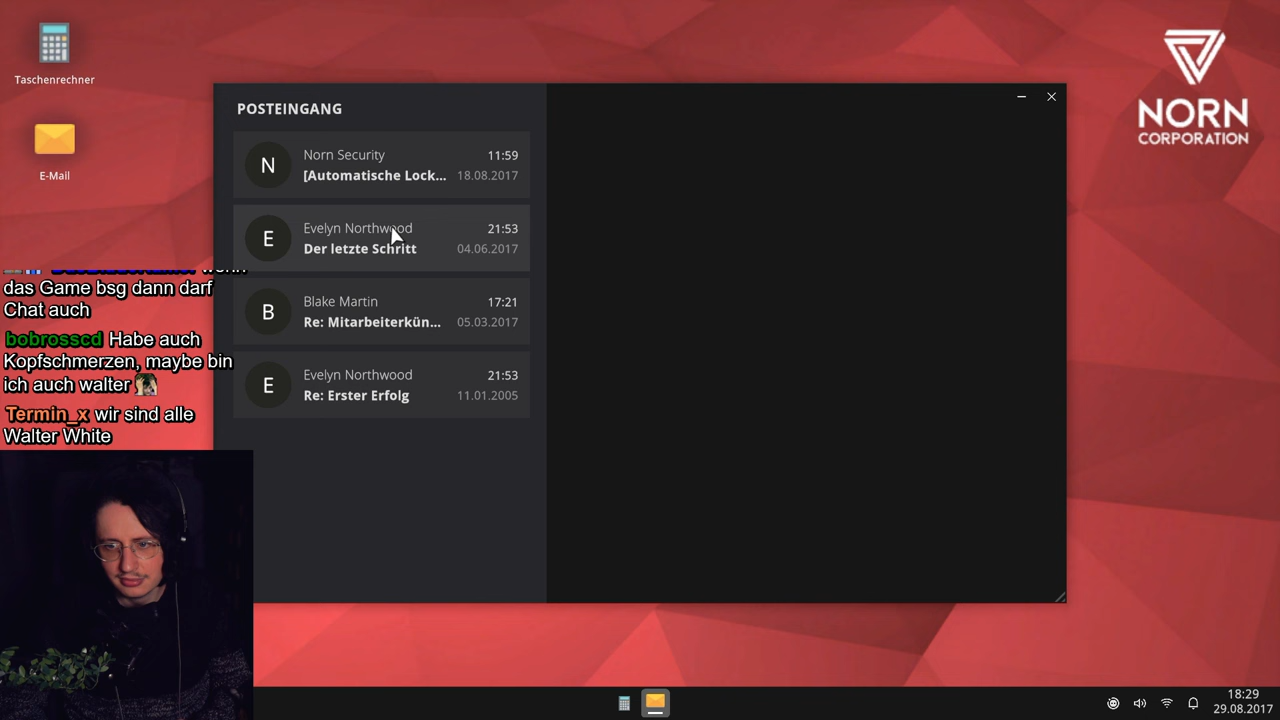 Taschenrechner
E-Mail
NORN
CORPORATION
POSTEINGANG
Norn Security 11:59
[Automatische Lock... 18.08.2017
Evelyn Northwood 21:53
Der letzte Schritt 04.06.2017
Blake Martin 17:21
Re: Mitarbeiterkün... 05.03.2017
Evelyn Northwood 21:53
Re: Erster Erfolg 11.01.2005
das Game bsg dann darf
Chat auch
bobrosscd Habe auch
Kopfschmerzen, maybe bin
ich auch walter
Termin_x wir sind alle
Walter White
18:29
29.08.2017